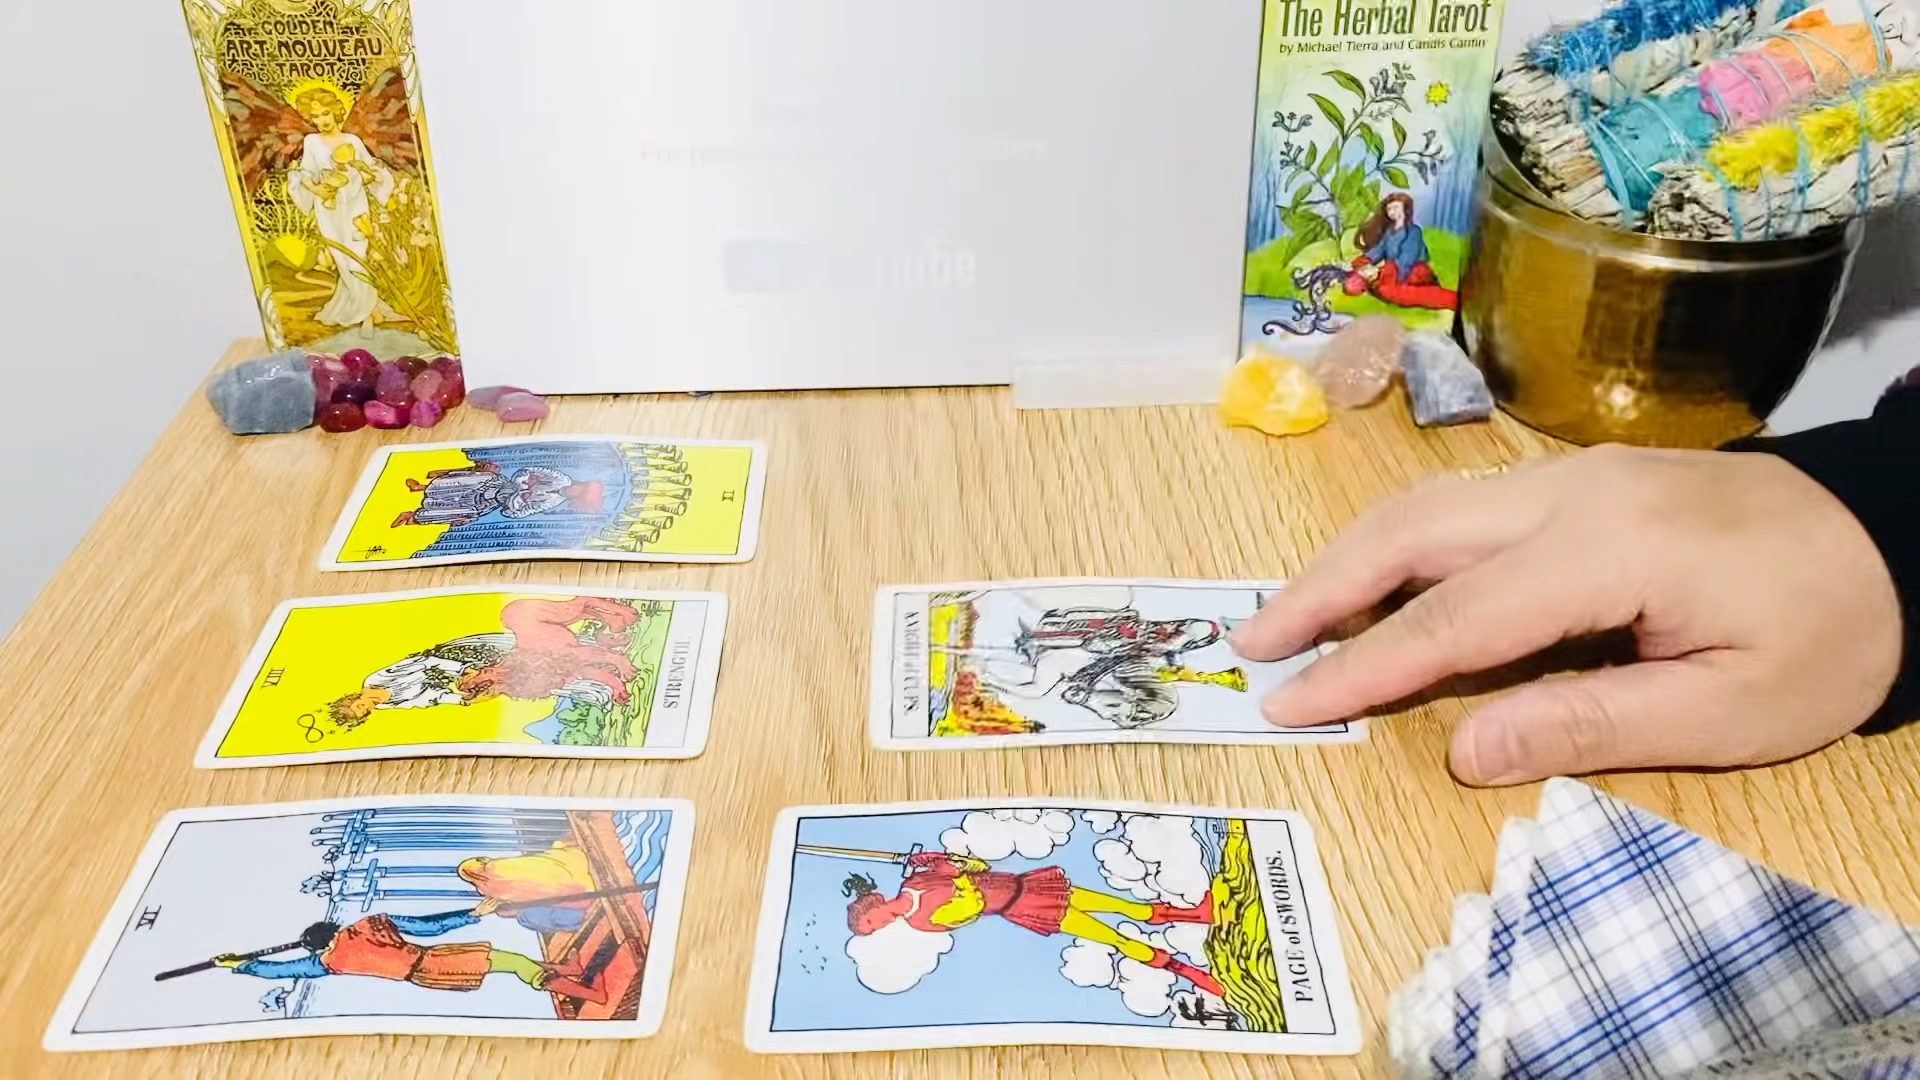 GOLDEN
ART NOUVEAU
TAROT
The Herbal Tarot
by Michael Tierra and Candis Cantin
IX
VIII
STRENGTH.
KNIGHT of CUPS.
VI
PAGE of SWORDS.